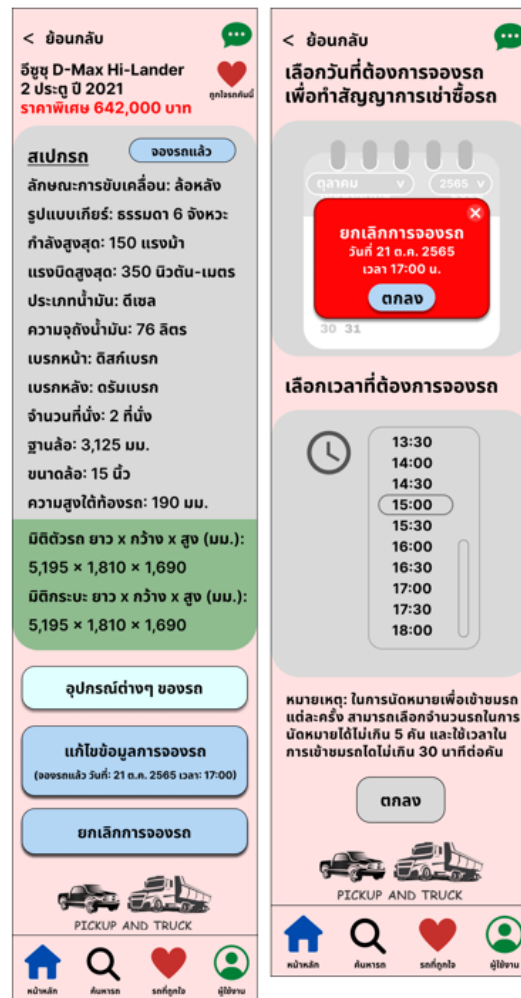 < ย้อนกลับ
อีซูซุ D-Max Hi-Lander
2 ประตู ปี 2021
ราคาพิเศษ 642,000 บาท
ถูกใจรถคันนี้
สเปกรถ
จองรถแล้ว
ลักษณะการขับเคลื่อน: ล้อหลัง
รูปแบบเกียร์: ธรรมดา 6 จังหวะ
กำลังสูงสุด: 150 แรงม้า
แรงบิดสูงสุด: 350 นิวตัน-เมตร
ประเภทน้ำมัน: ดีเซล
ความจุถังน้ำมัน: 76 ลิตร
เบรกหน้า: ดิสก์เบรก
เบรกหลัง: ดรัมเบรก
จำนวนที่นั่ง: 2 ที่นั่ง
ฐานล้อ: 3,125 มม.
ขนาดล้อ: 15 นิ้ว
ความสูงใต้ท้องรถ: 190 มม.
มิติตัวรถ ยาว x กว้าง x สูง (มม.):
5,195 × 1,810 × 1,690
มิติกระบะ ยาว x กว้าง x สูง (มม.):
5,195 × 1,810 × 1,690
อุปกรณ์ต่างๆ ของรถ
แก้ไขข้อมูลการจองรถ
(จองรถแล้ว วันที่: 21 ต.ค. 2565 เวลา: 17:00)
ยกเลิกการจองรถ
PICKUP AND TRUCK
หน้าหลัก
ค้นหารถ
รถที่ถูกใจ
ผู้ใช้งาน
< ย้อนกลับ
เลือกวันที่ต้องการจองรถ
เพื่อทำสัญญาการเช่าซื้อรถ
ตุลาคม v
2565 v
ยกเลิกการจองรถ
วันที่ 21 ต.ค. 2565
เวลา 17:00 น.
ตกลง
30 31
เลือกเวลาที่ต้องการจองรถ
13:30
14:00
14:30
15:00
15:30
16:00
16:30
17:00
17:30
18:00
หมายเหตุ: ในการนัดหมายเพื่อเข้าชมรถ
แต่ละครั้ง สามารถเลือกจำนวนรถในการ
นัดหมายได้ไม่เกิน 5 คัน และใช้เวลาใน
การเข้าชมรถได้ไม่เกิน 30 นาทีต่อคัน
ตกลง
PICKUP AND TRUCK
หน้าหลัก
ค้นหารถ
รถที่ถูกใจ
ผู้ใช้งาน